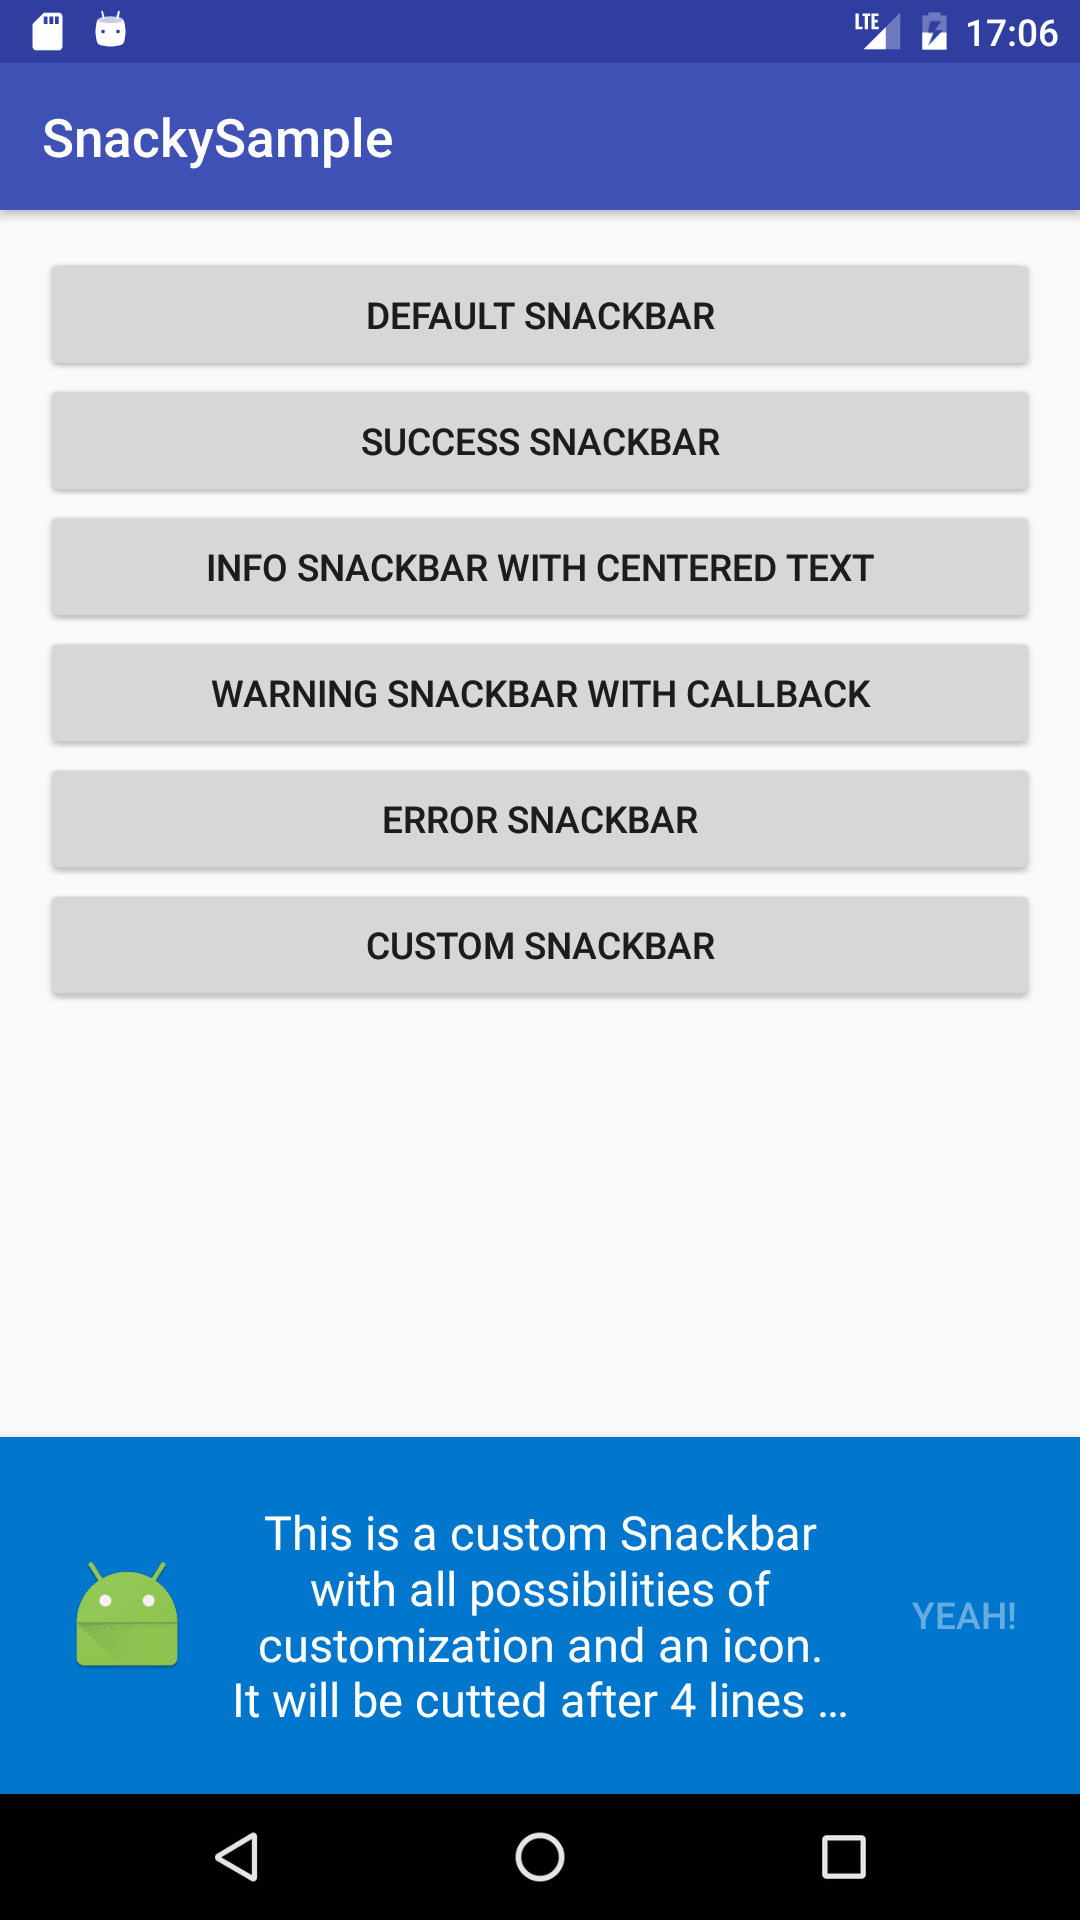 LTE 17:06
SnackySample
DEFAULT SNACKBAR
SUCCESS SNACKBAR
INFO SNACKBAR WITH CENTERED TEXT
WARNING SNACKBAR WITH CALLBACK
ERROR SNACKBAR
CUSTOM SNACKBAR
This is a custom Snackbar
with all possibilities of
customization and an icon.
It will be cutted after 4 lines ...
YEAH!